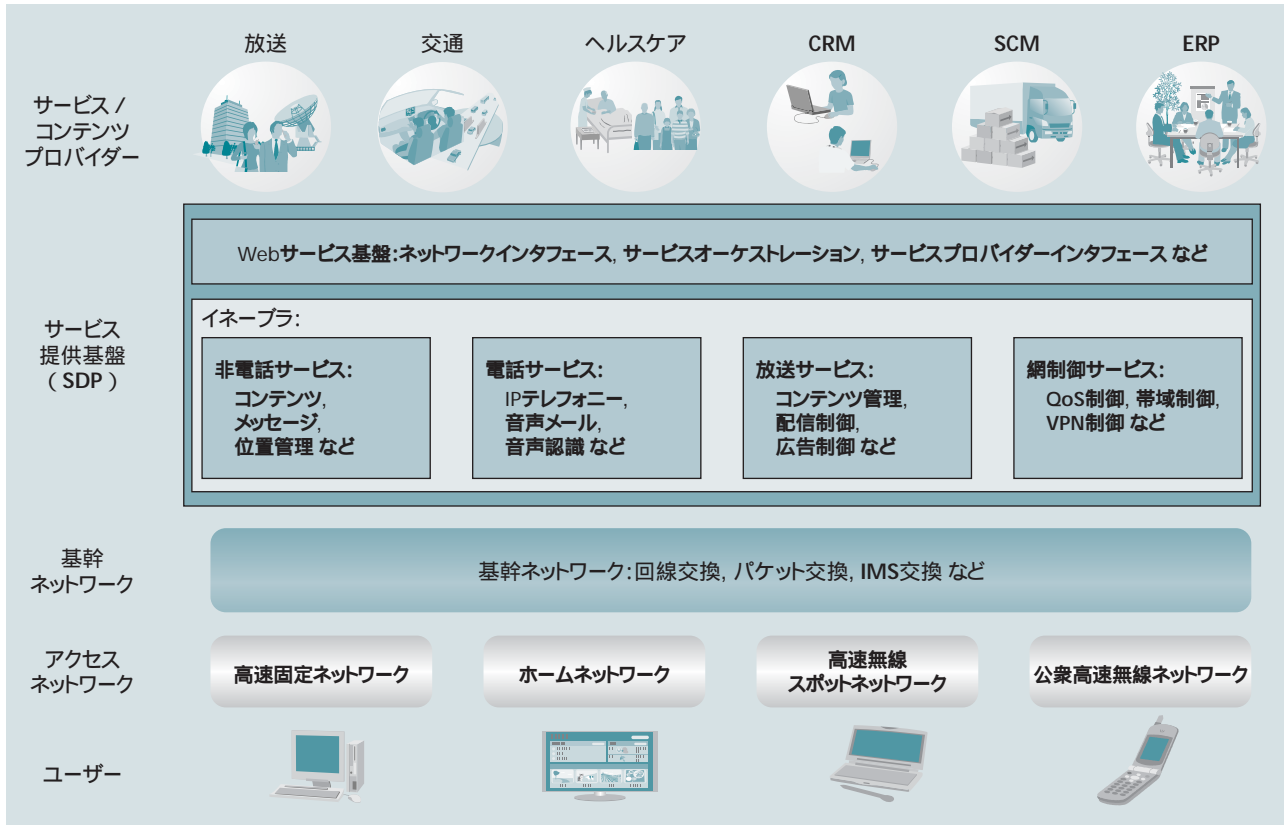 放送
交通
ヘルスケア
CRM
SCM
ERP
サービス /
コンテンツ
プロバイダー
Webサービス基盤:ネットワークインタフェース, サービスオーケストレーション, サービスプロバイダーインタフェース など
サービス
提供基盤
( SDP )
イネーブラ:
非電話サービス:
コンテンツ,
メッセージ,
位置管理 など
電話サービス:
IPテレフォニー,
音声メール,
音声認識 など
放送サービス:
コンテンツ管理,
配信制御,
広告制御 など
網制御サービス:
QoS制御, 帯域制御,
VPN制御 など
基幹
ネットワーク
基幹ネットワーク:回線交換, パケット交換, IMS交換 など
アクセス
ネットワーク
高速固定ネットワーク
ホームネットワーク
高速無線
スポットネットワーク
公衆高速無線ネットワーク
ユーザー